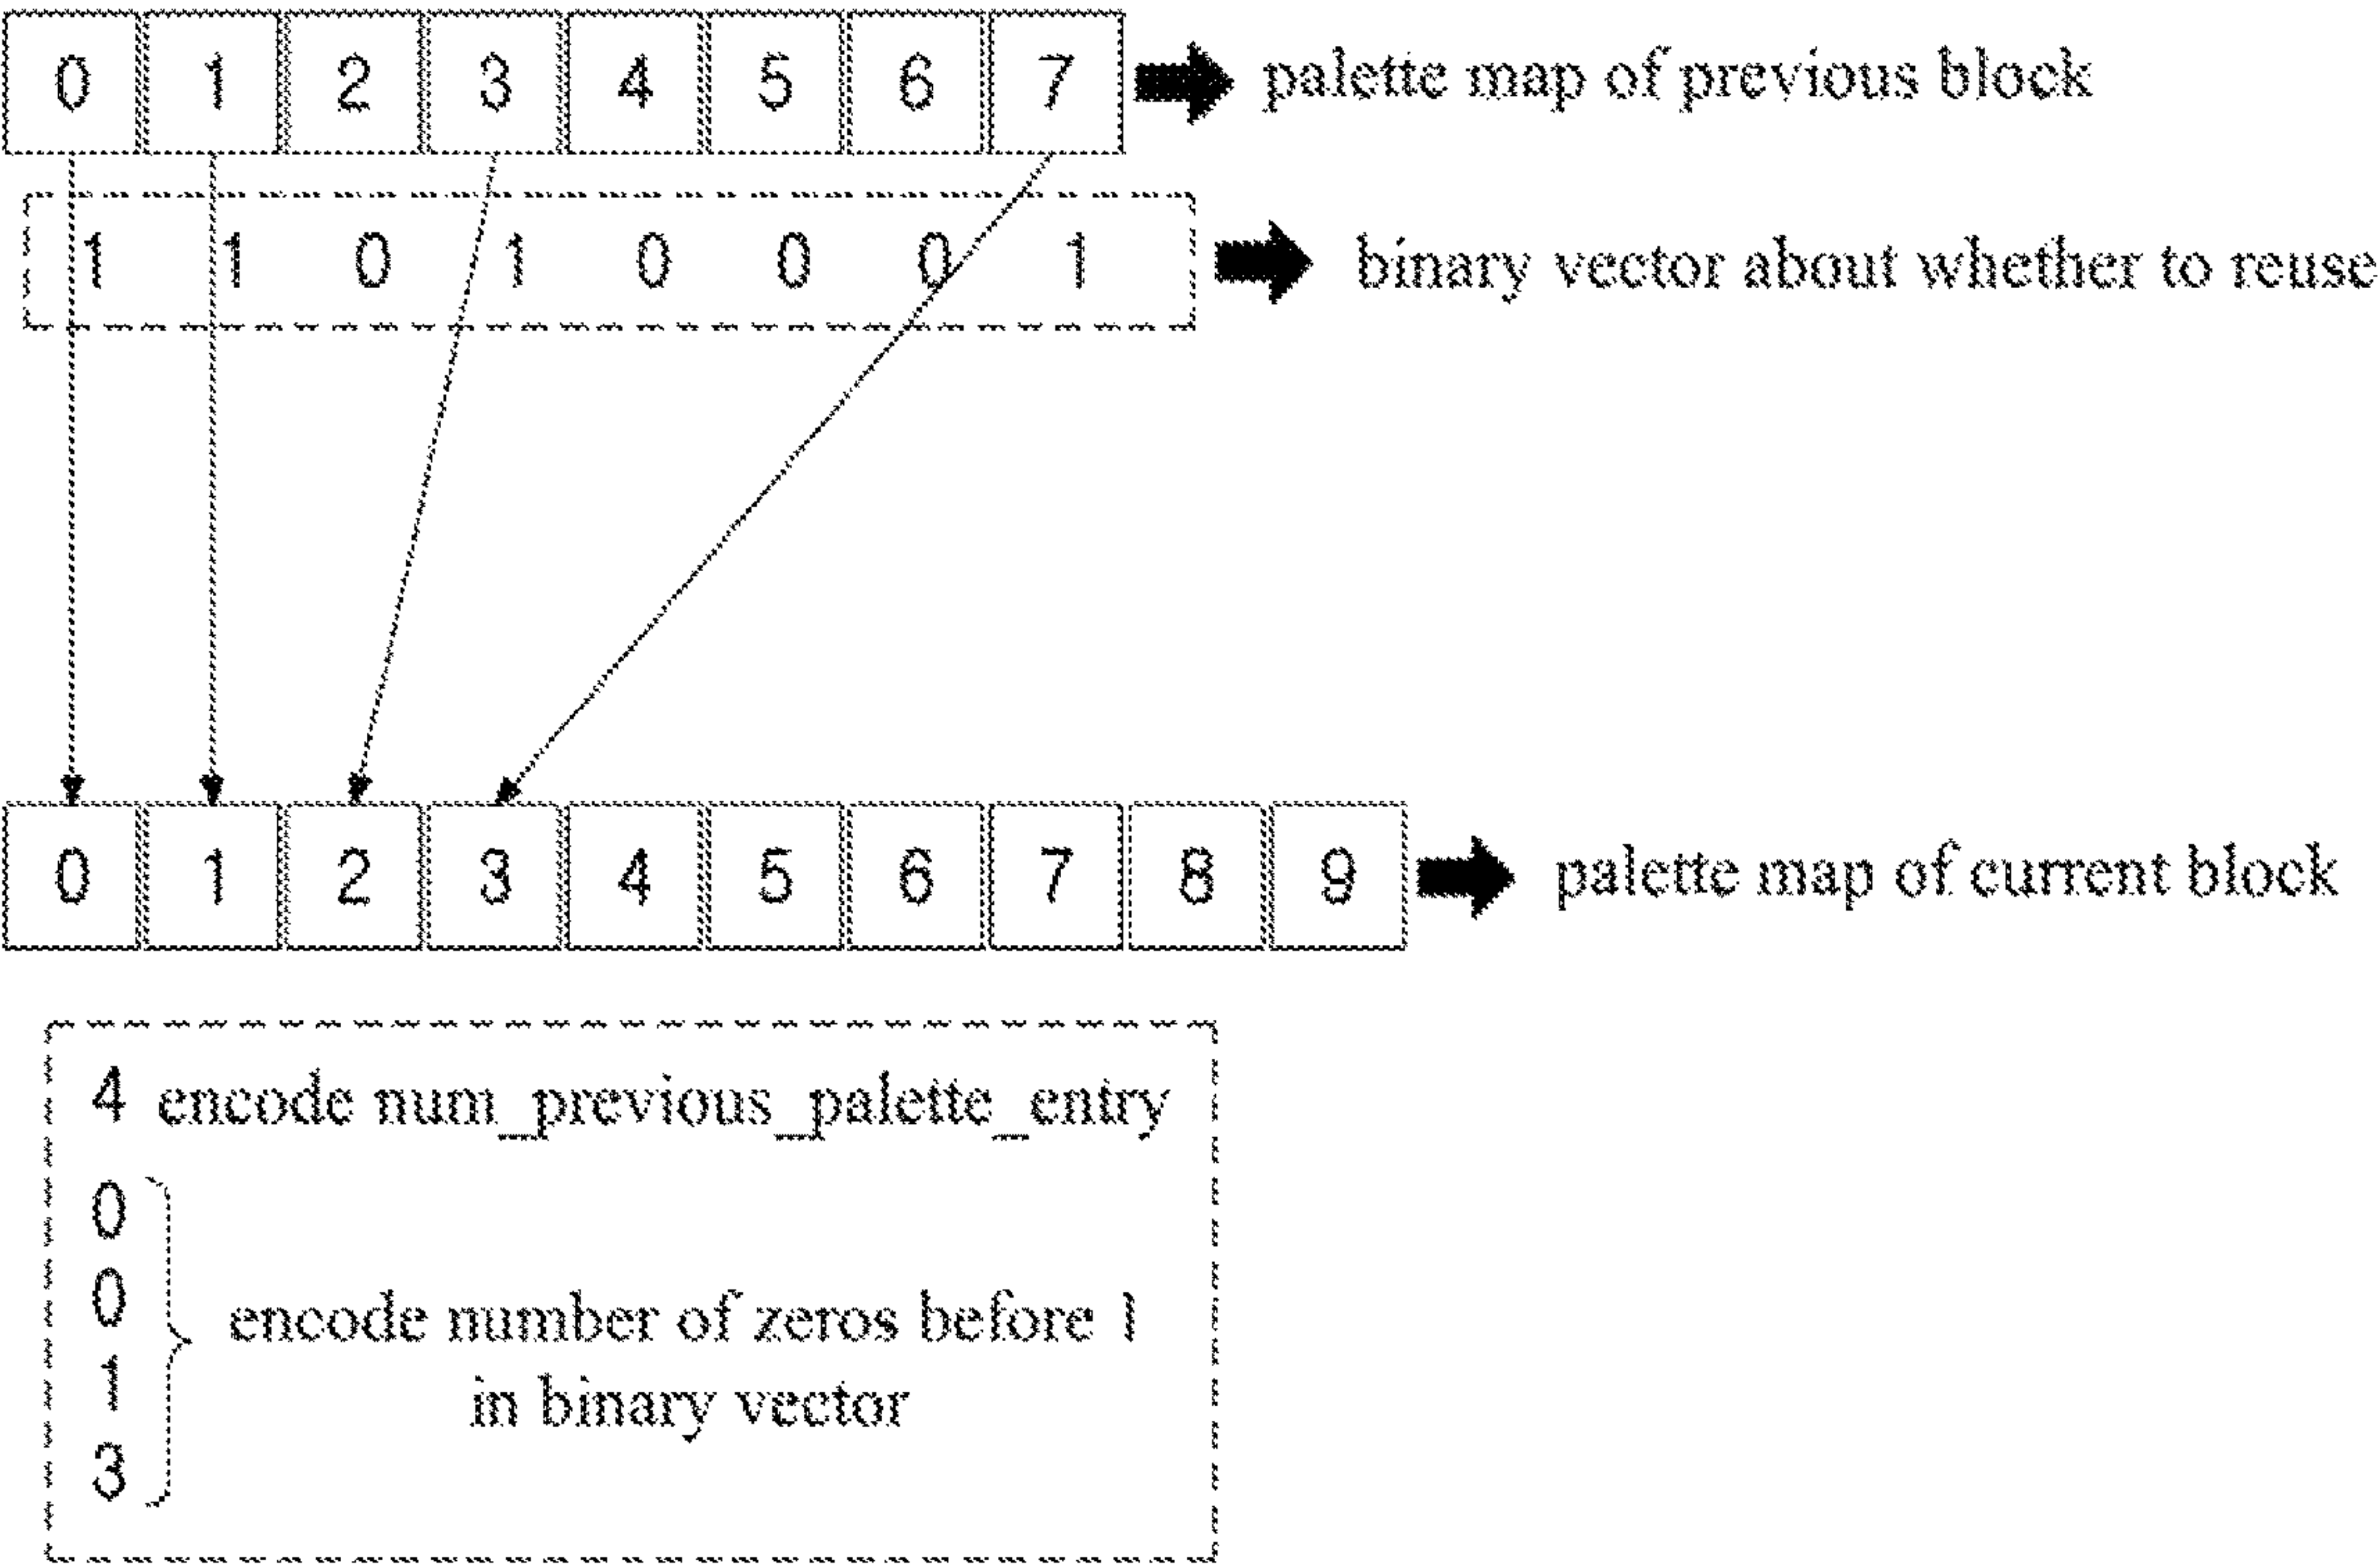 0 1 2 3 4 5 6 7 palette map of previous block
1 1 0 1 0 0 0 1 binary vector about whether to reuse
0 1 2 3 4 5 6 7 8 9 palette map of current block
4 encode num_previous_palette_entry
0
0
1
3
encode number of zeros before 1
in binary vector